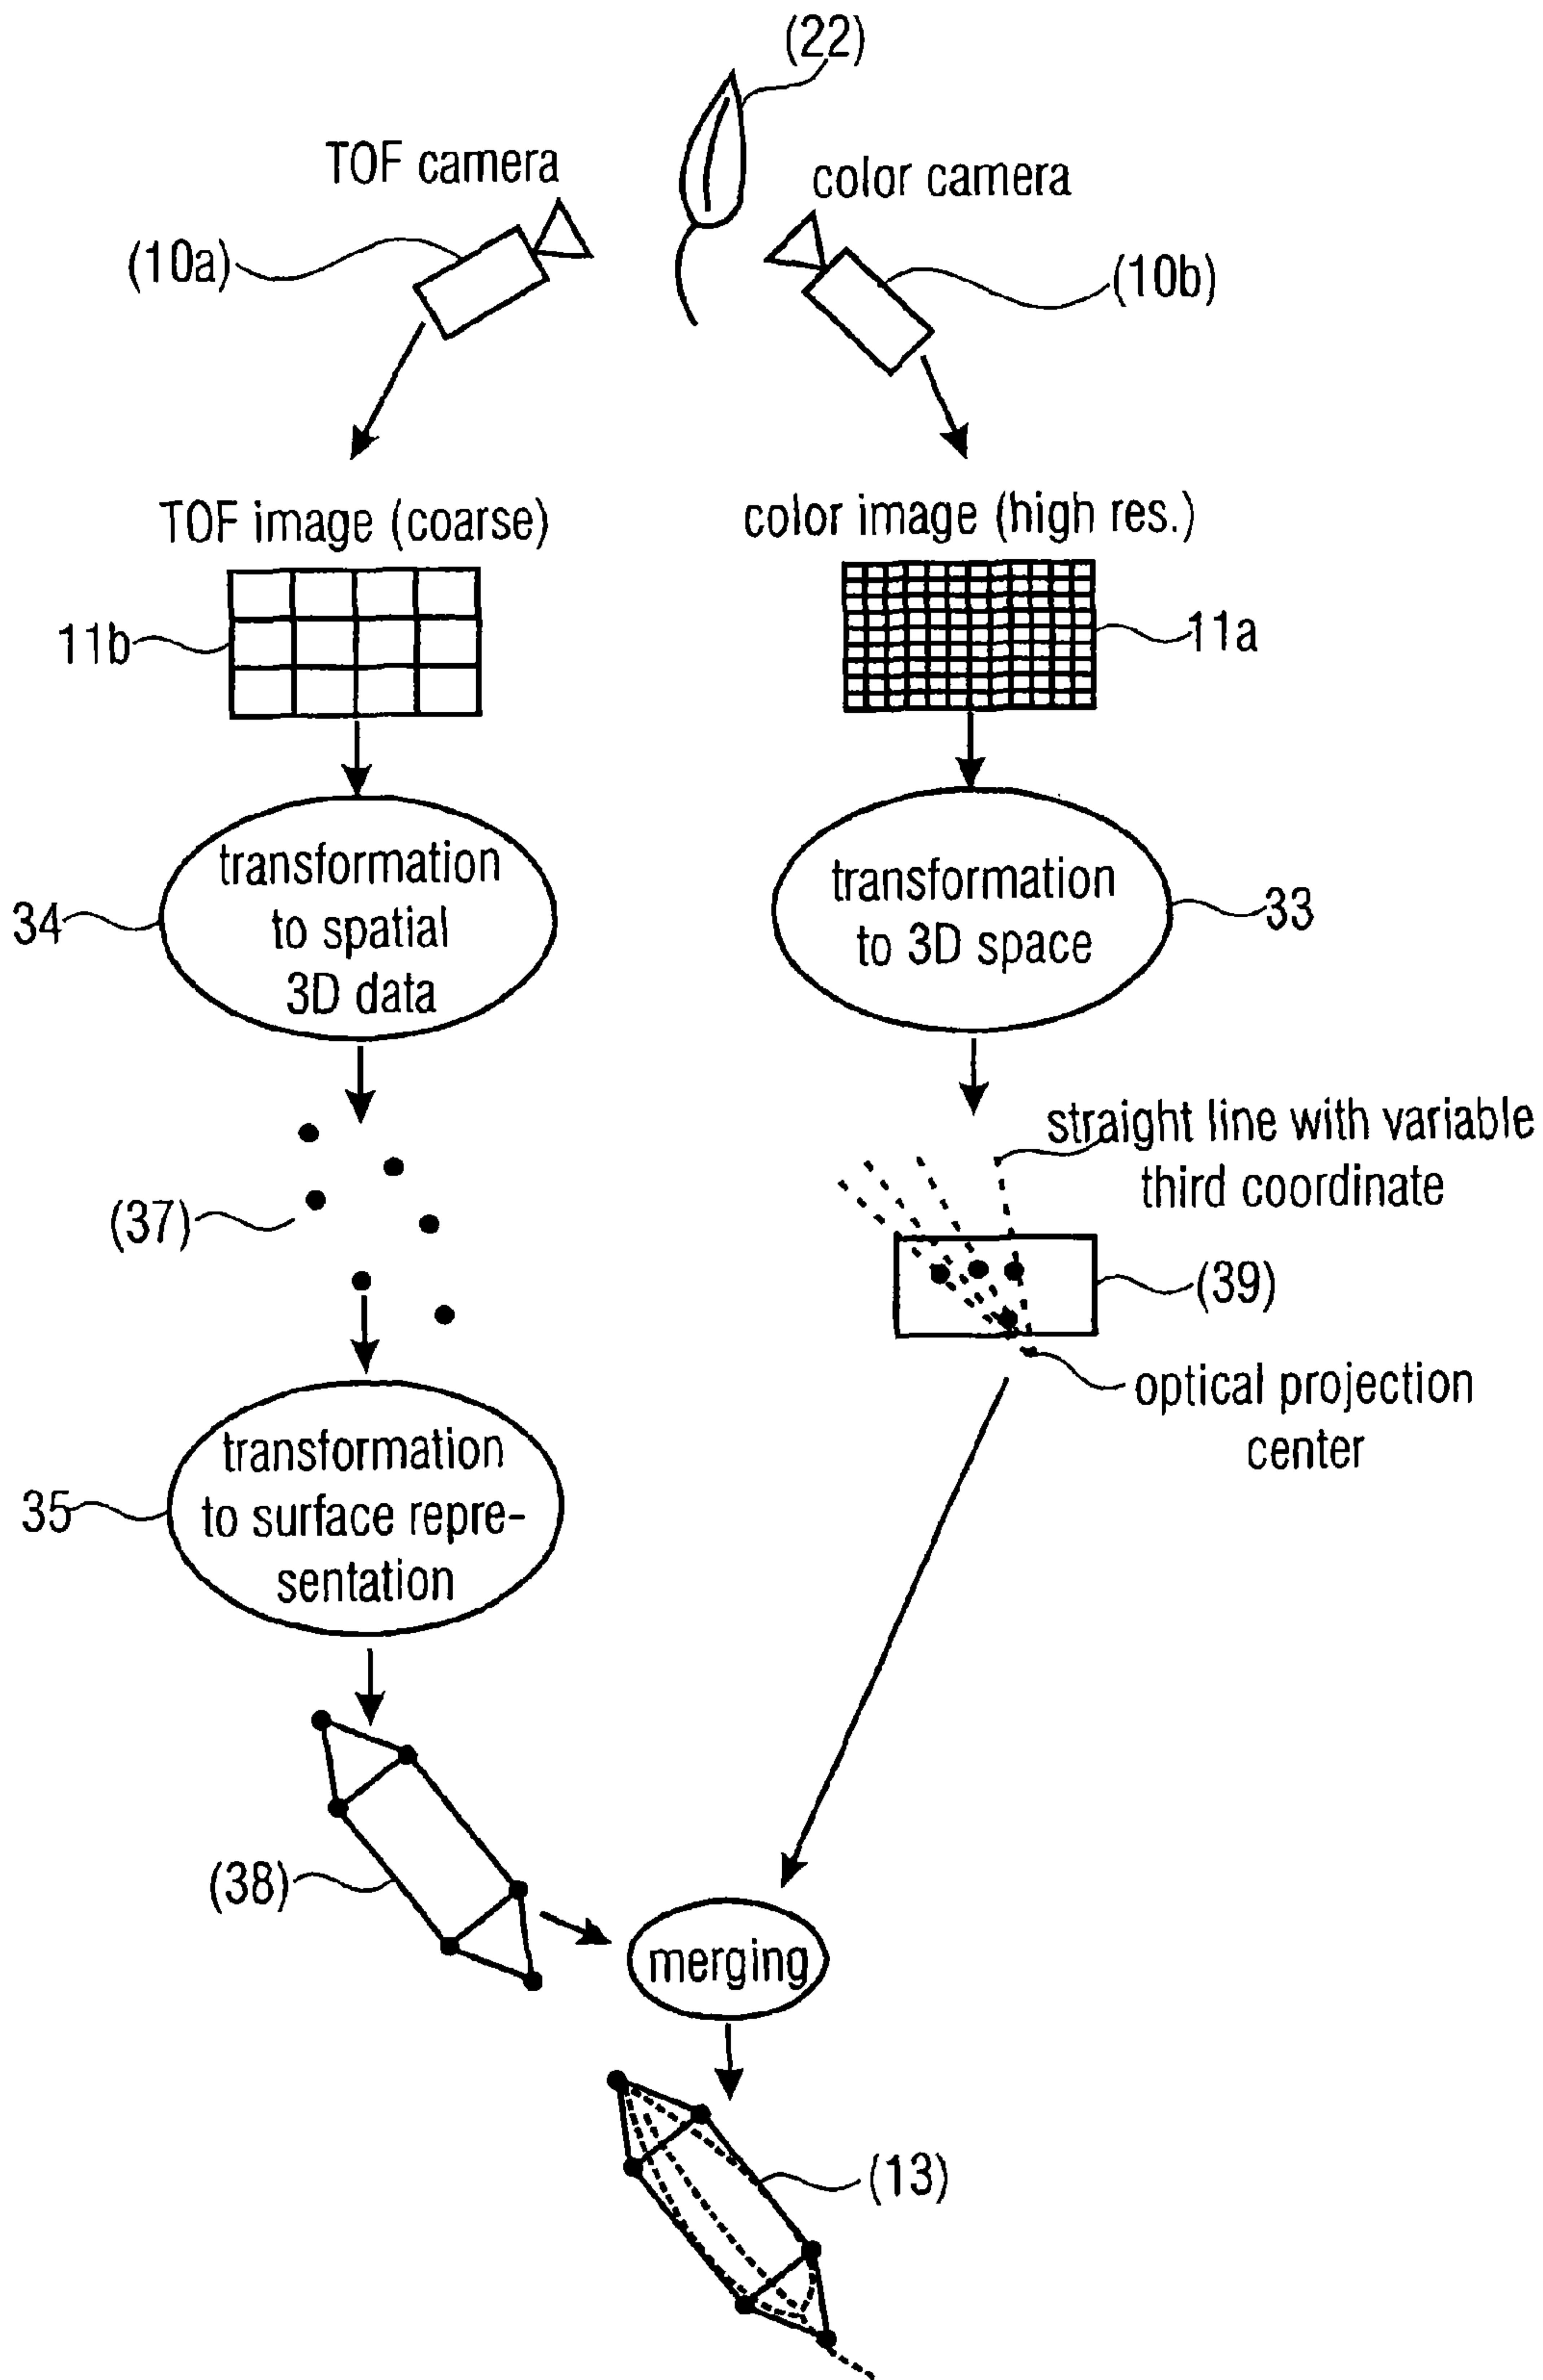 (22)
TOF camera
color camera
(10a)
(10b)
TOF image (coarse)
color image (high res.)
11b
11a
transformation
to spatial
3D data
34
transformation
to 3D space
33
straight line with variable
third coordinate
(37)
(39)
optical projection
center
transformation
to surface repre-
sentation
35
(38)
merging
(13)